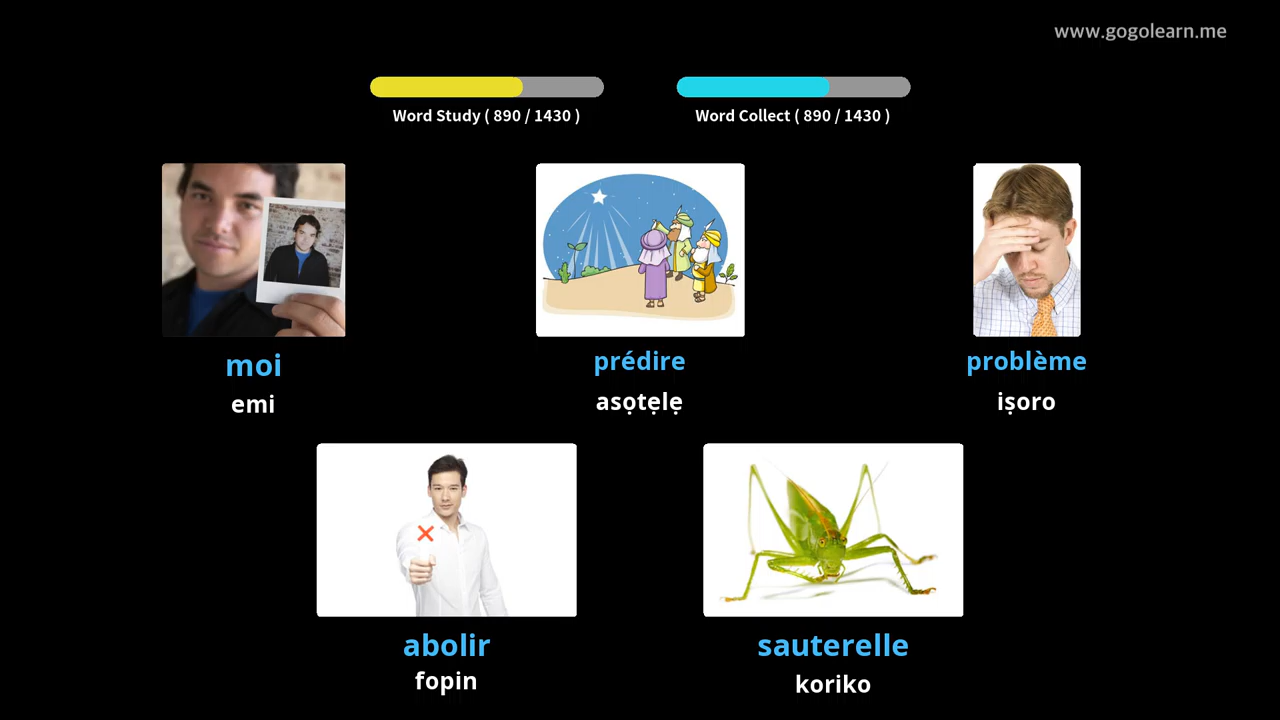 www.gogolearn.me
Word Study ( 890 / 1430 )
Word Collect ( 890 / 1430 )
moi
emi
prédire
asọtẹlẹ
problème
iṣoro
abolir
fopin
sauterelle
koriko